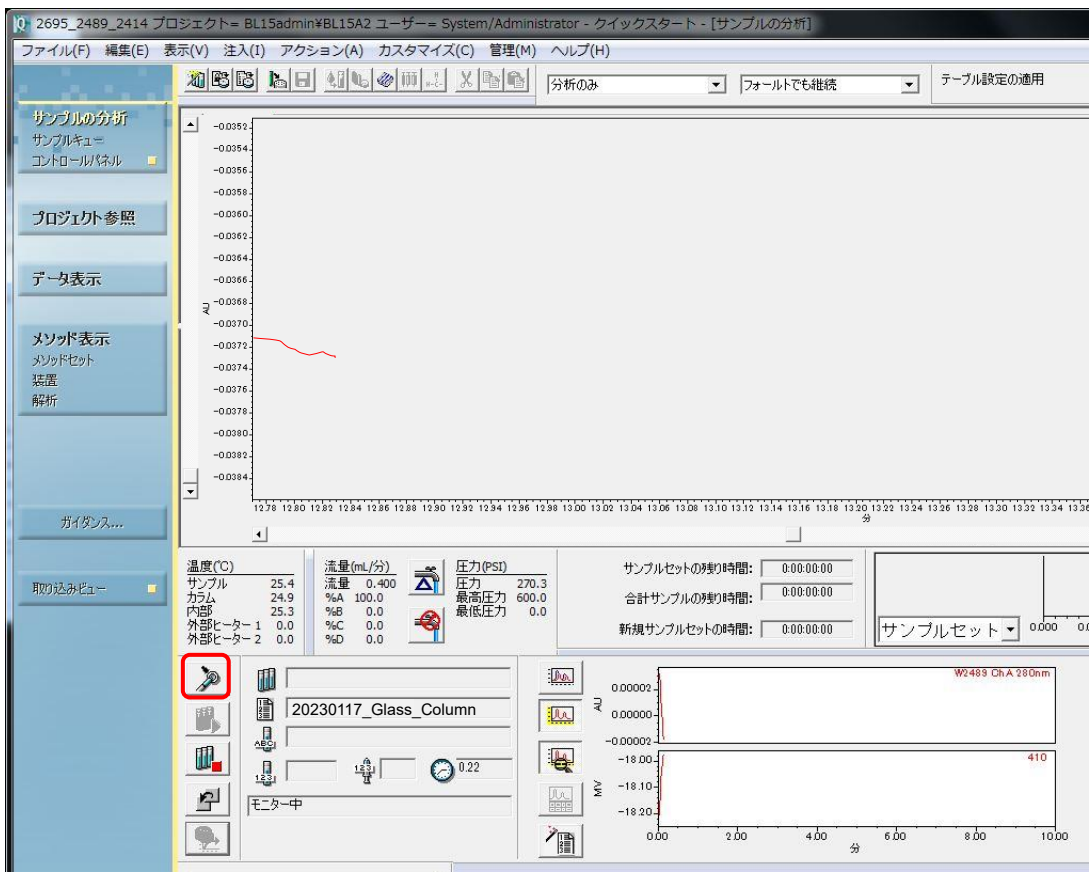 2695_2489_2414 プロジェクト= BL15admin¥BL15A2 ユーザー= System/Administrator - クイックスタート - [サンプルの分析]
ファイル(F) 編集(E) 表示(V) 注入(I) アクション(A) カスタマイズ(C) 管理(M) ヘルプ(H)
分析のみ フォールトでも継続 テーブル設定の適用
サンプルの分析
サンプルキュー
コントロールパネル
プロジェクト参照
データ表示
メソッド表示
メソッドセット
装置
解析
ガイダンス...
取り込みビュー
-0.0352
-0.0354
-0.0356
-0.0358
-0.0360
-0.0362
-0.0364
-0.0366
-0.0368
-0.0370
-0.0372
-0.0374
-0.0376
-0.0378
-0.0380
-0.0382
-0.0384
AU
12.78 12.80 12.82 12.84 12.86 12.88 12.90 12.92 12.94 12.96 12.98 13.00 13.02 13.04 13.06 13.08 13.10 13.12 13.14 13.16 13.18 13.20 13.22 13.24 13.26 13.28 13.30 13.32 13.34 13.36
分
温度(℃)
サンプル 25.4
カラム 24.9
内部 25.3
外部ヒーター 1 0.0
外部ヒーター 2 0.0
流量(mL/分)
流量 0.400
%A 100.0
%B 0.0
%C 0.0
%D 0.0
圧力(PSI)
圧力 270.3
最高圧力 600.0
最低圧力 0.0
サンプルセットの残り時間: 0:00:00:00
合計サンプルの残り時間: 0:00:00:00
新規サンプルセットの時間: 0:00:00:00
サンプルセット
0.000
20230117_Glass_Column
0.22
モニター中
W2489 ChA 280nm
AU
0.00002
0.00000
-0.00002
410
MV
-18.00
-18.10
-18.20
0.00 2.00 4.00 6.00 8.00 10.00
分